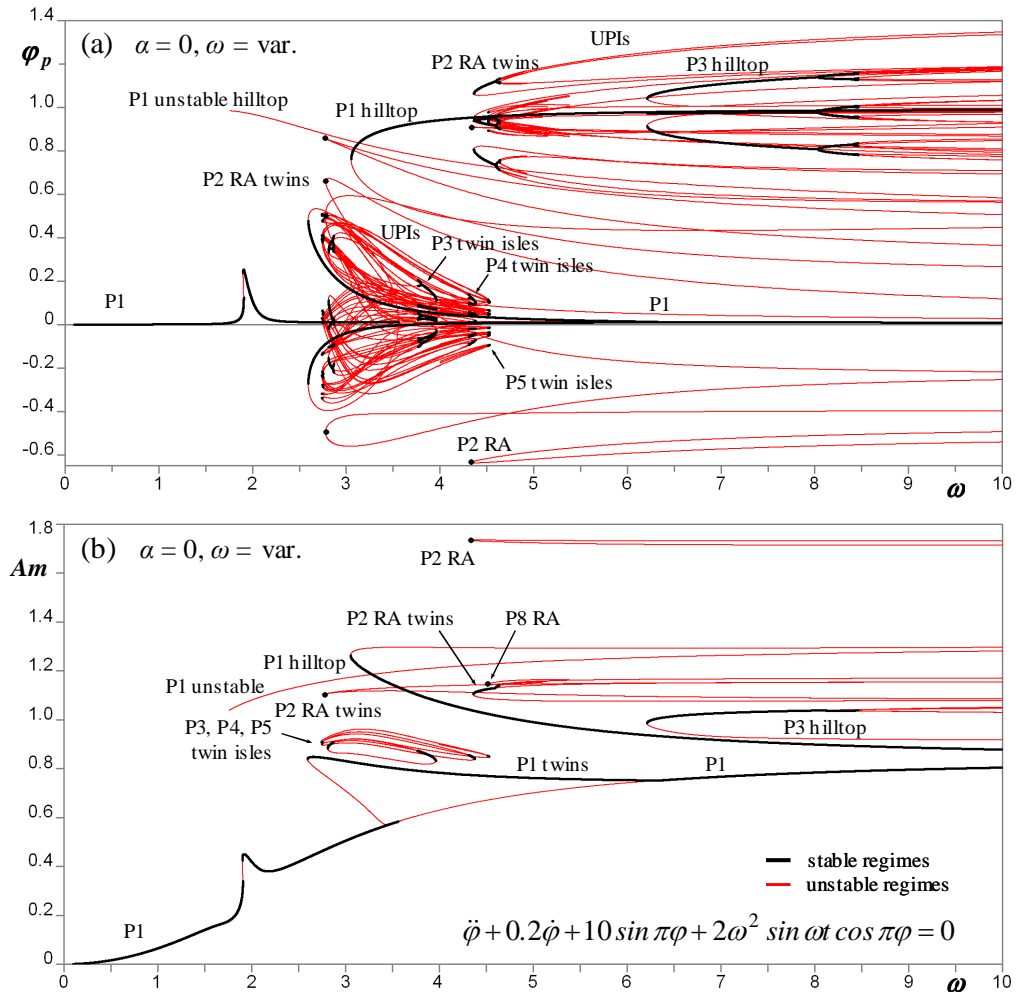 1.4
φp
(a) α = 0, ω = var.
UPIs
P2 RA twins
P3 hilltop
1.0
P1 unstable hilltop
P1 hilltop
0.8
0.6
P2 RA twins
0.4
UPIs
P3 twin isles
0.2
P4 twin isles
P1
P1
0
-0.2
P5 twin isles
-0.4
P2 RA
-0.6
0 1 2 3 4 5 6 7 8 9 10
ω
1.8
(b) α = 0, ω = var.
Am
P2 RA
1.4
P2 RA twins
P8 RA
P1 hilltop
1.2
P1 unstable
P2 RA twins
1.0
P3, P4, P5
twin isles
P3 hilltop
0.8
P1 twins
P1
0.6
0.4
stable regimes
unstable regimes
0.2
P1
φ̈ + 0.2φ̇ + 10 sin πφ + 2ω² sin ωt cos πφ = 0
0
0 1 2 3 4 5 6 7 8 9 10
ω